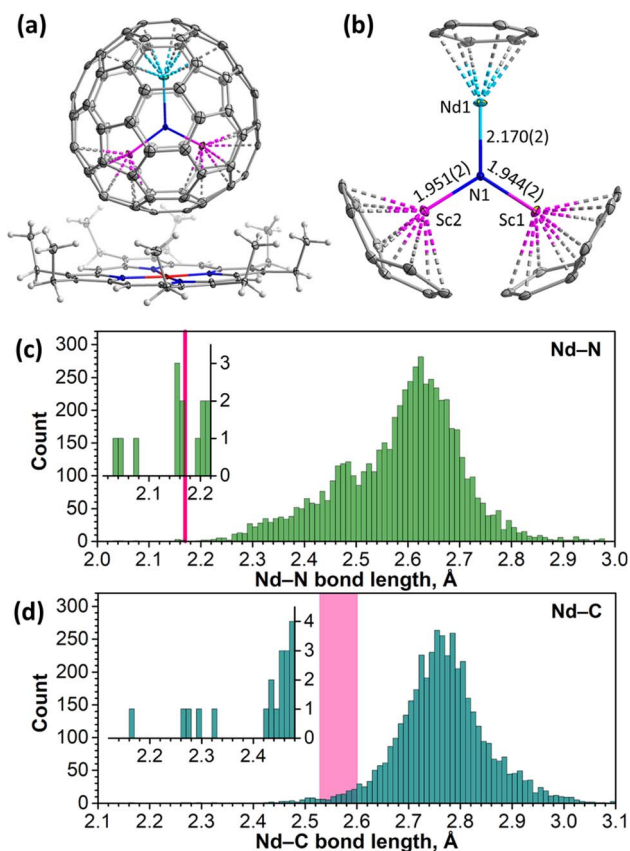 (a)
(b)
Nd1
2.170(2)
1.951(2)
1.944(2)
N1
Sc2
Sc1
(c)
Nd–N
300
250
200
150
100
50
0
Count
3
2
1
0
2.1
2.2
2.0 2.1 2.2 2.3 2.4 2.5 2.6 2.7 2.8 2.9 3.0
Nd–N bond length, Å
(d)
Nd–C
300
250
200
150
100
50
0
Count
4
3
2
1
0
2.2
2.3
2.4
2.1 2.2 2.3 2.4 2.5 2.6 2.7 2.8 2.9 3.0 3.1
Nd–C bond length, Å